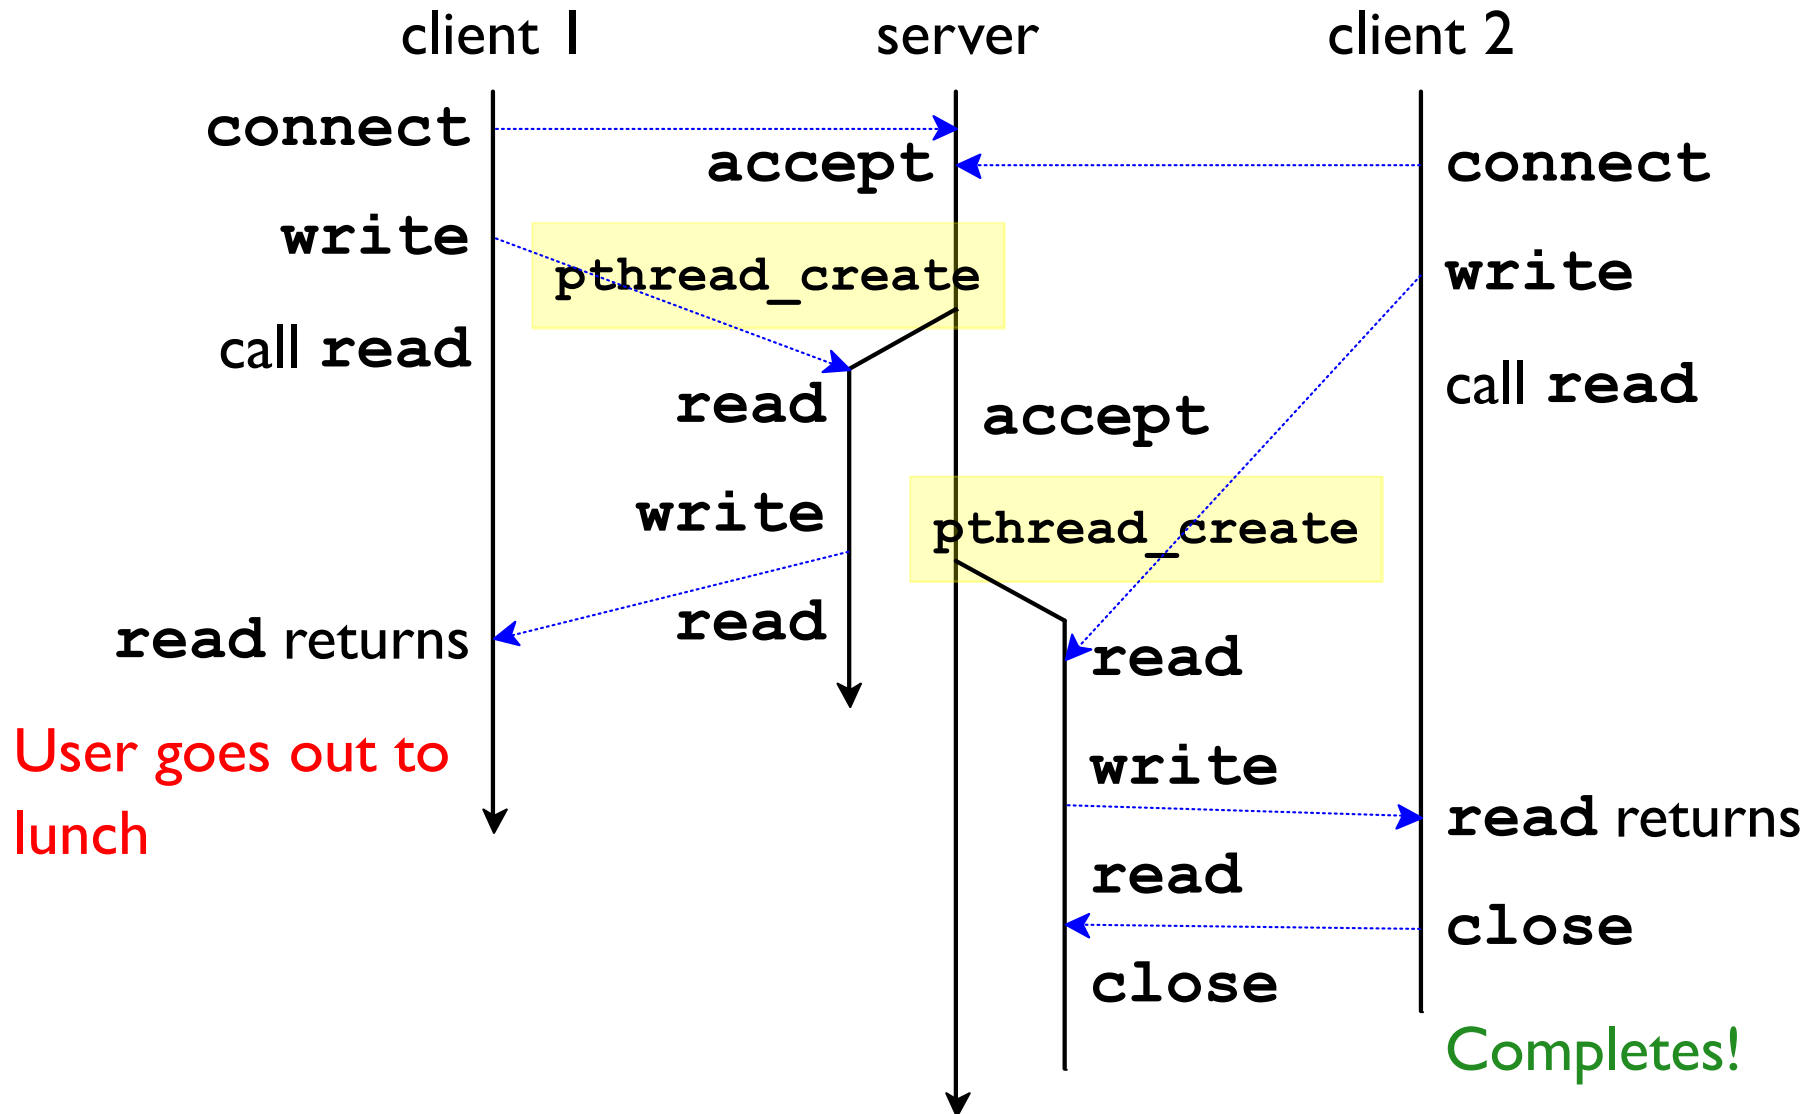 client 1
server
client 2
connect
accept
connect
write
pthread_create
write
call read
call read
read
accept
write
pthread_create
read returns
read
read
User goes out to
lunch
write
read returns
read
close
close
Completes!